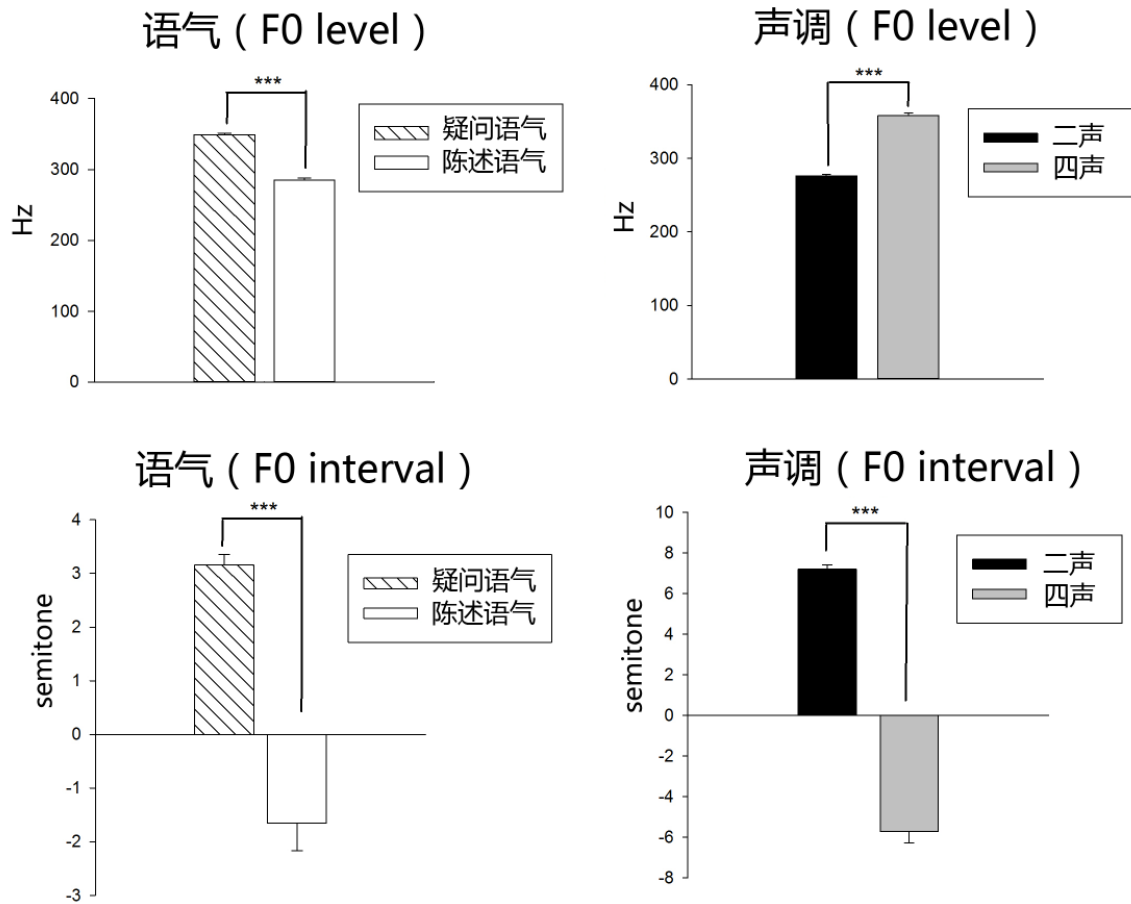 语气（F0 level）
***
400
300
200
100
0
Hz
疑问语气
陈述语气
声调（F0 level）
***
400
300
200
100
0
Hz
二声
四声
语气（F0 interval）
***
4
3
2
1
0
-1
-2
-3
semitone
疑问语气
陈述语气
声调（F0 interval）
***
10
8
6
4
2
0
-2
-4
-6
-8
semitone
二声
四声